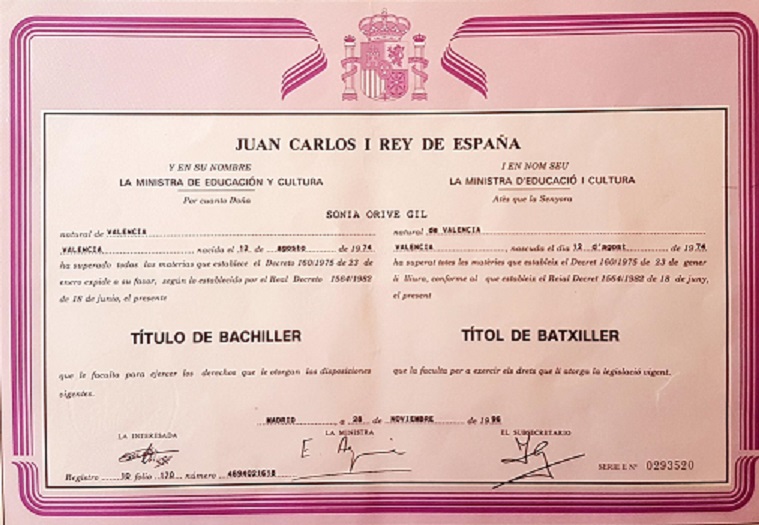 JUAN CARLOS I REY DE ESPAÑA
Y EN SU NOMBRE
LA MINISTRA DE EDUCACIÓN Y CULTURA
Por cuanto Doña
I EN NOM SEU
LA MINISTRA D'EDUCACIÓ I CULTURA
Atès que la Senyora
SONIA ORIVE GIL
natural de VALENCIA
VALENCIA nacida el 12 de agosto de 1974
ha superado todas las materias que establece el Decreto 160/1975 de 23 de
enero expide a su favor, según lo establecido por el Real Decreto 1564/1982
de 18 de junio, el presente
natural de VALENCIA
VALENCIA, nascuda el dia 12 d'agost de 1974
ha superat totes les matèries que estableix el Decret 160/1975 de 23 de gener
li lliura, conforme al que estableix el Reial Decret 1564/1982 de 18 de juny,
el present
TÍTULO DE BACHILLER
TÍTOL DE BATXILLER
que le faculta para ejercer los derechos que le otorgan las disposiciones
vigentes.
que la faculta per a exercir els drets que li atorga la legislació vigent.
MADRID a 28 de NOVIEMBRE de 1996
LA INTERESADA
LA MINISTRA
EL SUBSECRETARIO
Registro 10 folio 170 número
SERIE E Nº 0293520